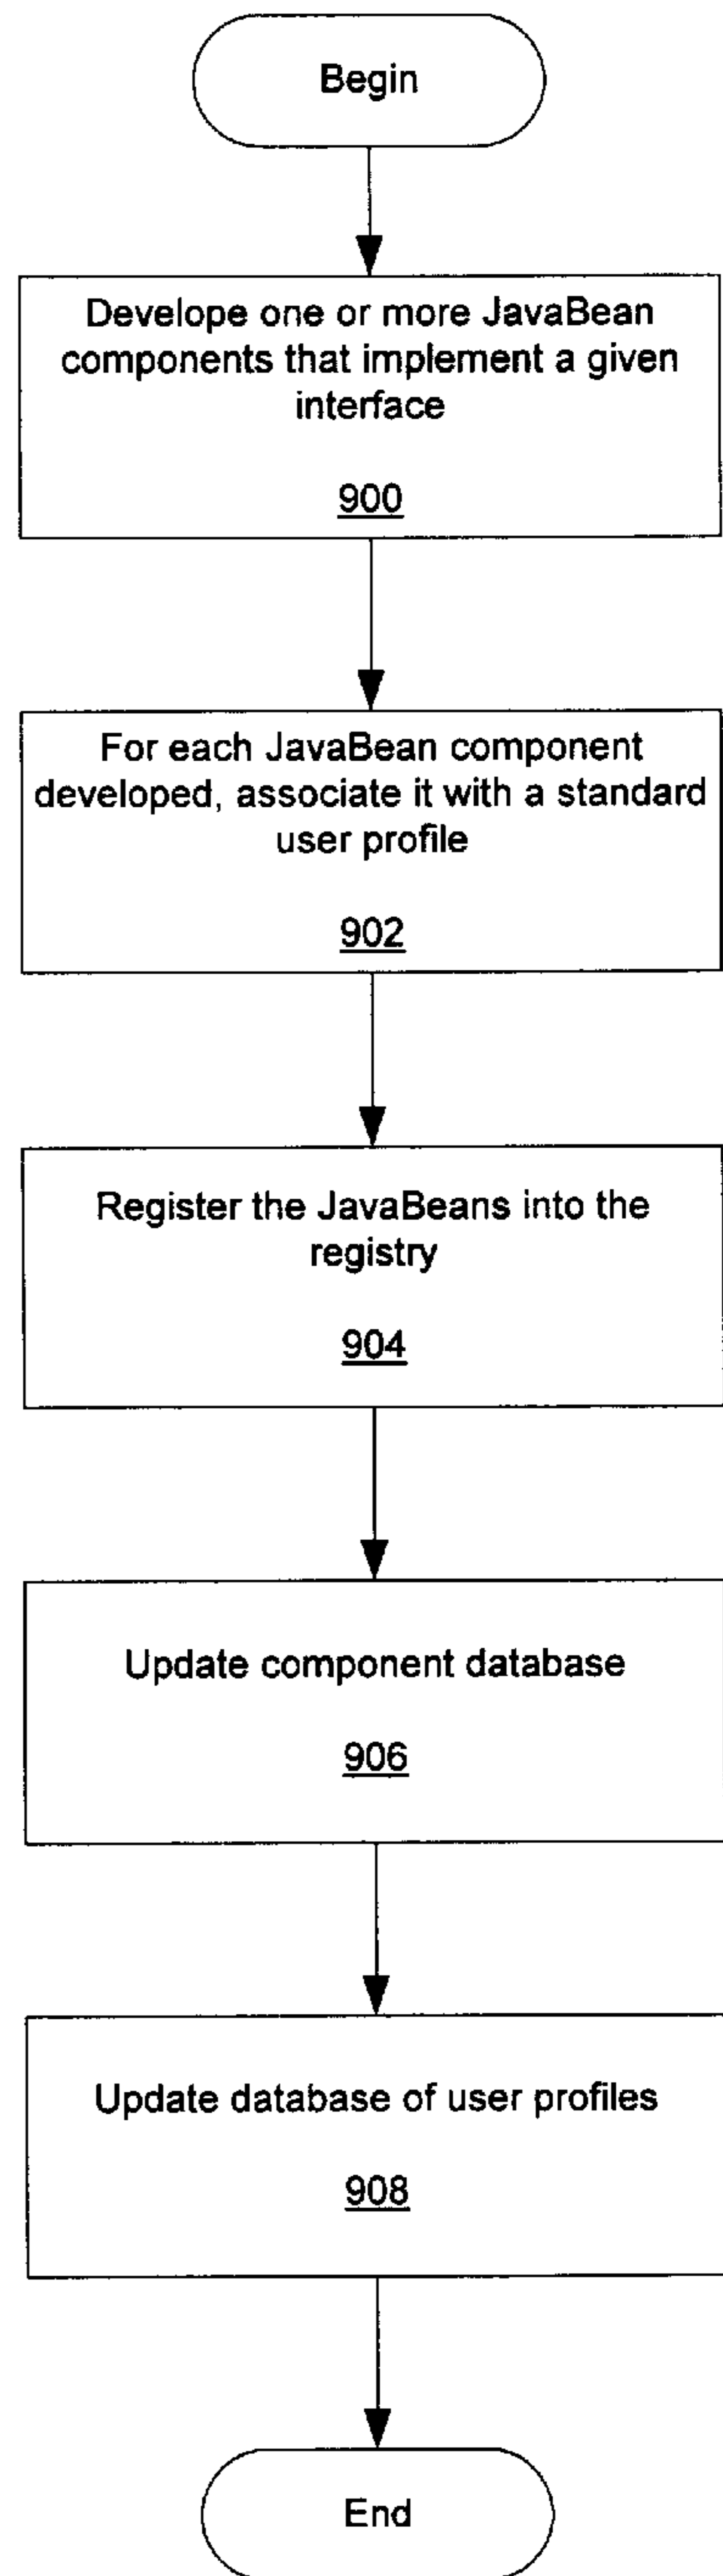 Begin
Develope one or more JavaBean
components that implement a given
interface
900
For each JavaBean component
developed, associate it with a standard
user profile
902
Register the JavaBeans into the
registry
904
Update component database
906
Update database of user profiles
908
End